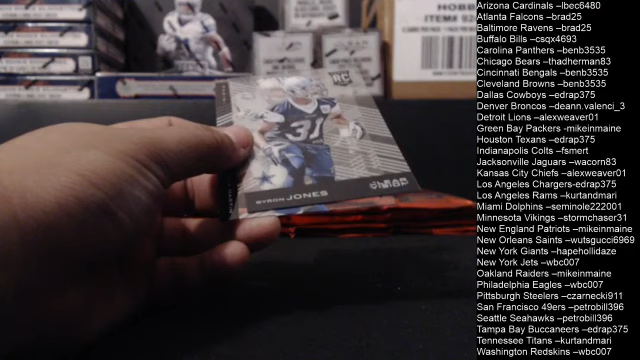 HOBB
ITEM#
RC
31
BYRON JONES
CLEAR
VISION
Arizona Cardinals –lbec6480
Atlanta Falcons –brad25
Baltimore Ravens –brad25
Buffalo Bills –csqx4693
Carolina Panthers –benb3535
Chicago Bears –thadherman83
Cincinnati Bengals –benb3535
Cleveland Browns –benb3535
Dallas Cowboys –edrap375
Denver Broncos –deann.valenci_3
Detroit Lions –alexweaver01
Green Bay Packers -mikeinmaine
Houston Texans –edrap375
Indianapolis Colts –fsmert
Jacksonville Jaguars –wacorn83
Kansas City Chiefs –alexweaver01
Los Angeles Chargers-edrap375
Los Angeles Rams –kurtandmari
Miami Dolphins –seminole222001
Minnesota Vikings –stormchaser31
New England Patriots –mikeinmaine
New Orleans Saints –wutsgucci6969
New York Giants –hapehollidaze
New York Jets –wbc007
Oakland Raiders –mikeinmaine
Philadelphia Eagles –wbc007
Pittsburgh Steelers –czarnecki911
San Francisco 49ers –petrobill396
Seattle Seahawks –petrobill396
Tampa Bay Buccaneers –edrap375
Tennessee Titans –kurtandmari
Washington Redskins –wbc007